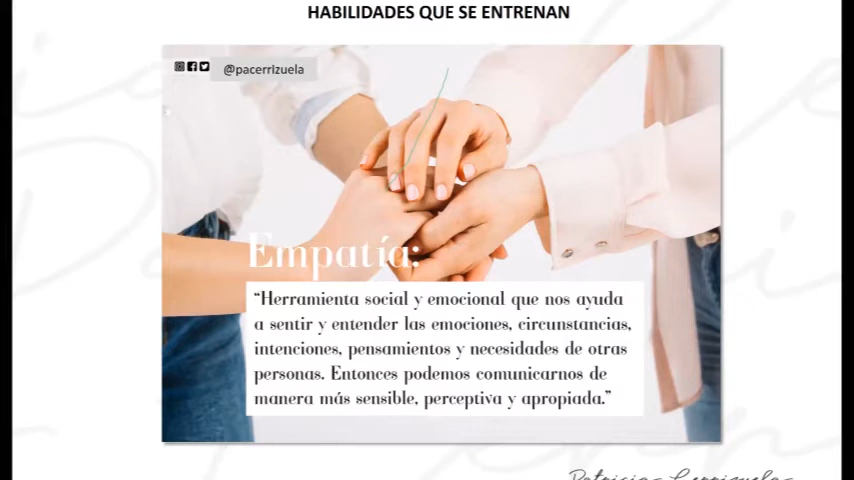 HABILIDADES QUE SE ENTRENAN
@pacerrizuela
Empatía:
“Herramienta social y emocional que nos ayuda
a sentir y entender las emociones, circunstancias,
intenciones, pensamientos y necesidades de otras
personas. Entonces podemos comunicarnos de
manera más sensible, perceptiva y apropiada.”